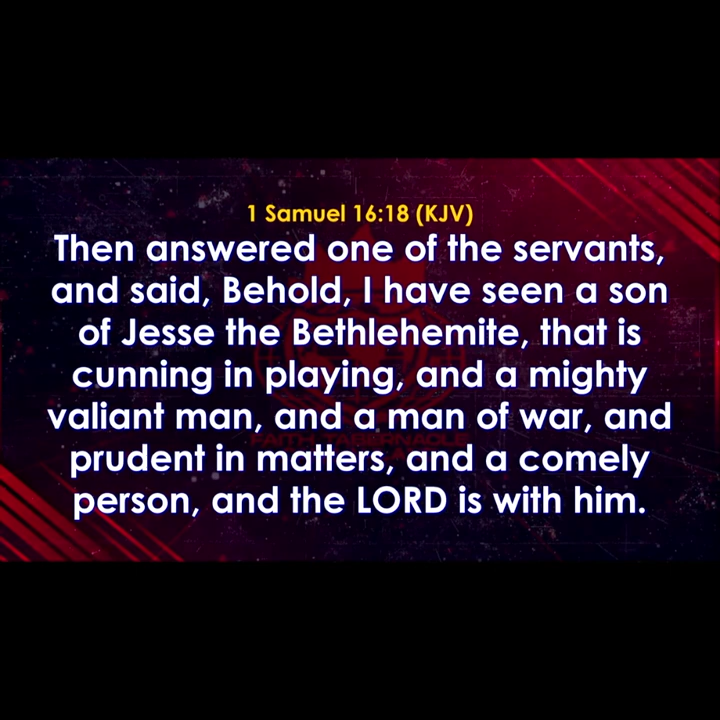 1 Samuel 16:18 (KJV)
Then answered one of the servants,
and said, Behold, I have seen a son
of Jesse the Bethlehemite, that is
cunning in playing, and a mighty
valiant man, and a man of war, and
prudent in matters, and a comely
person, and the LORD is with him.
FAITH TABERNACLE